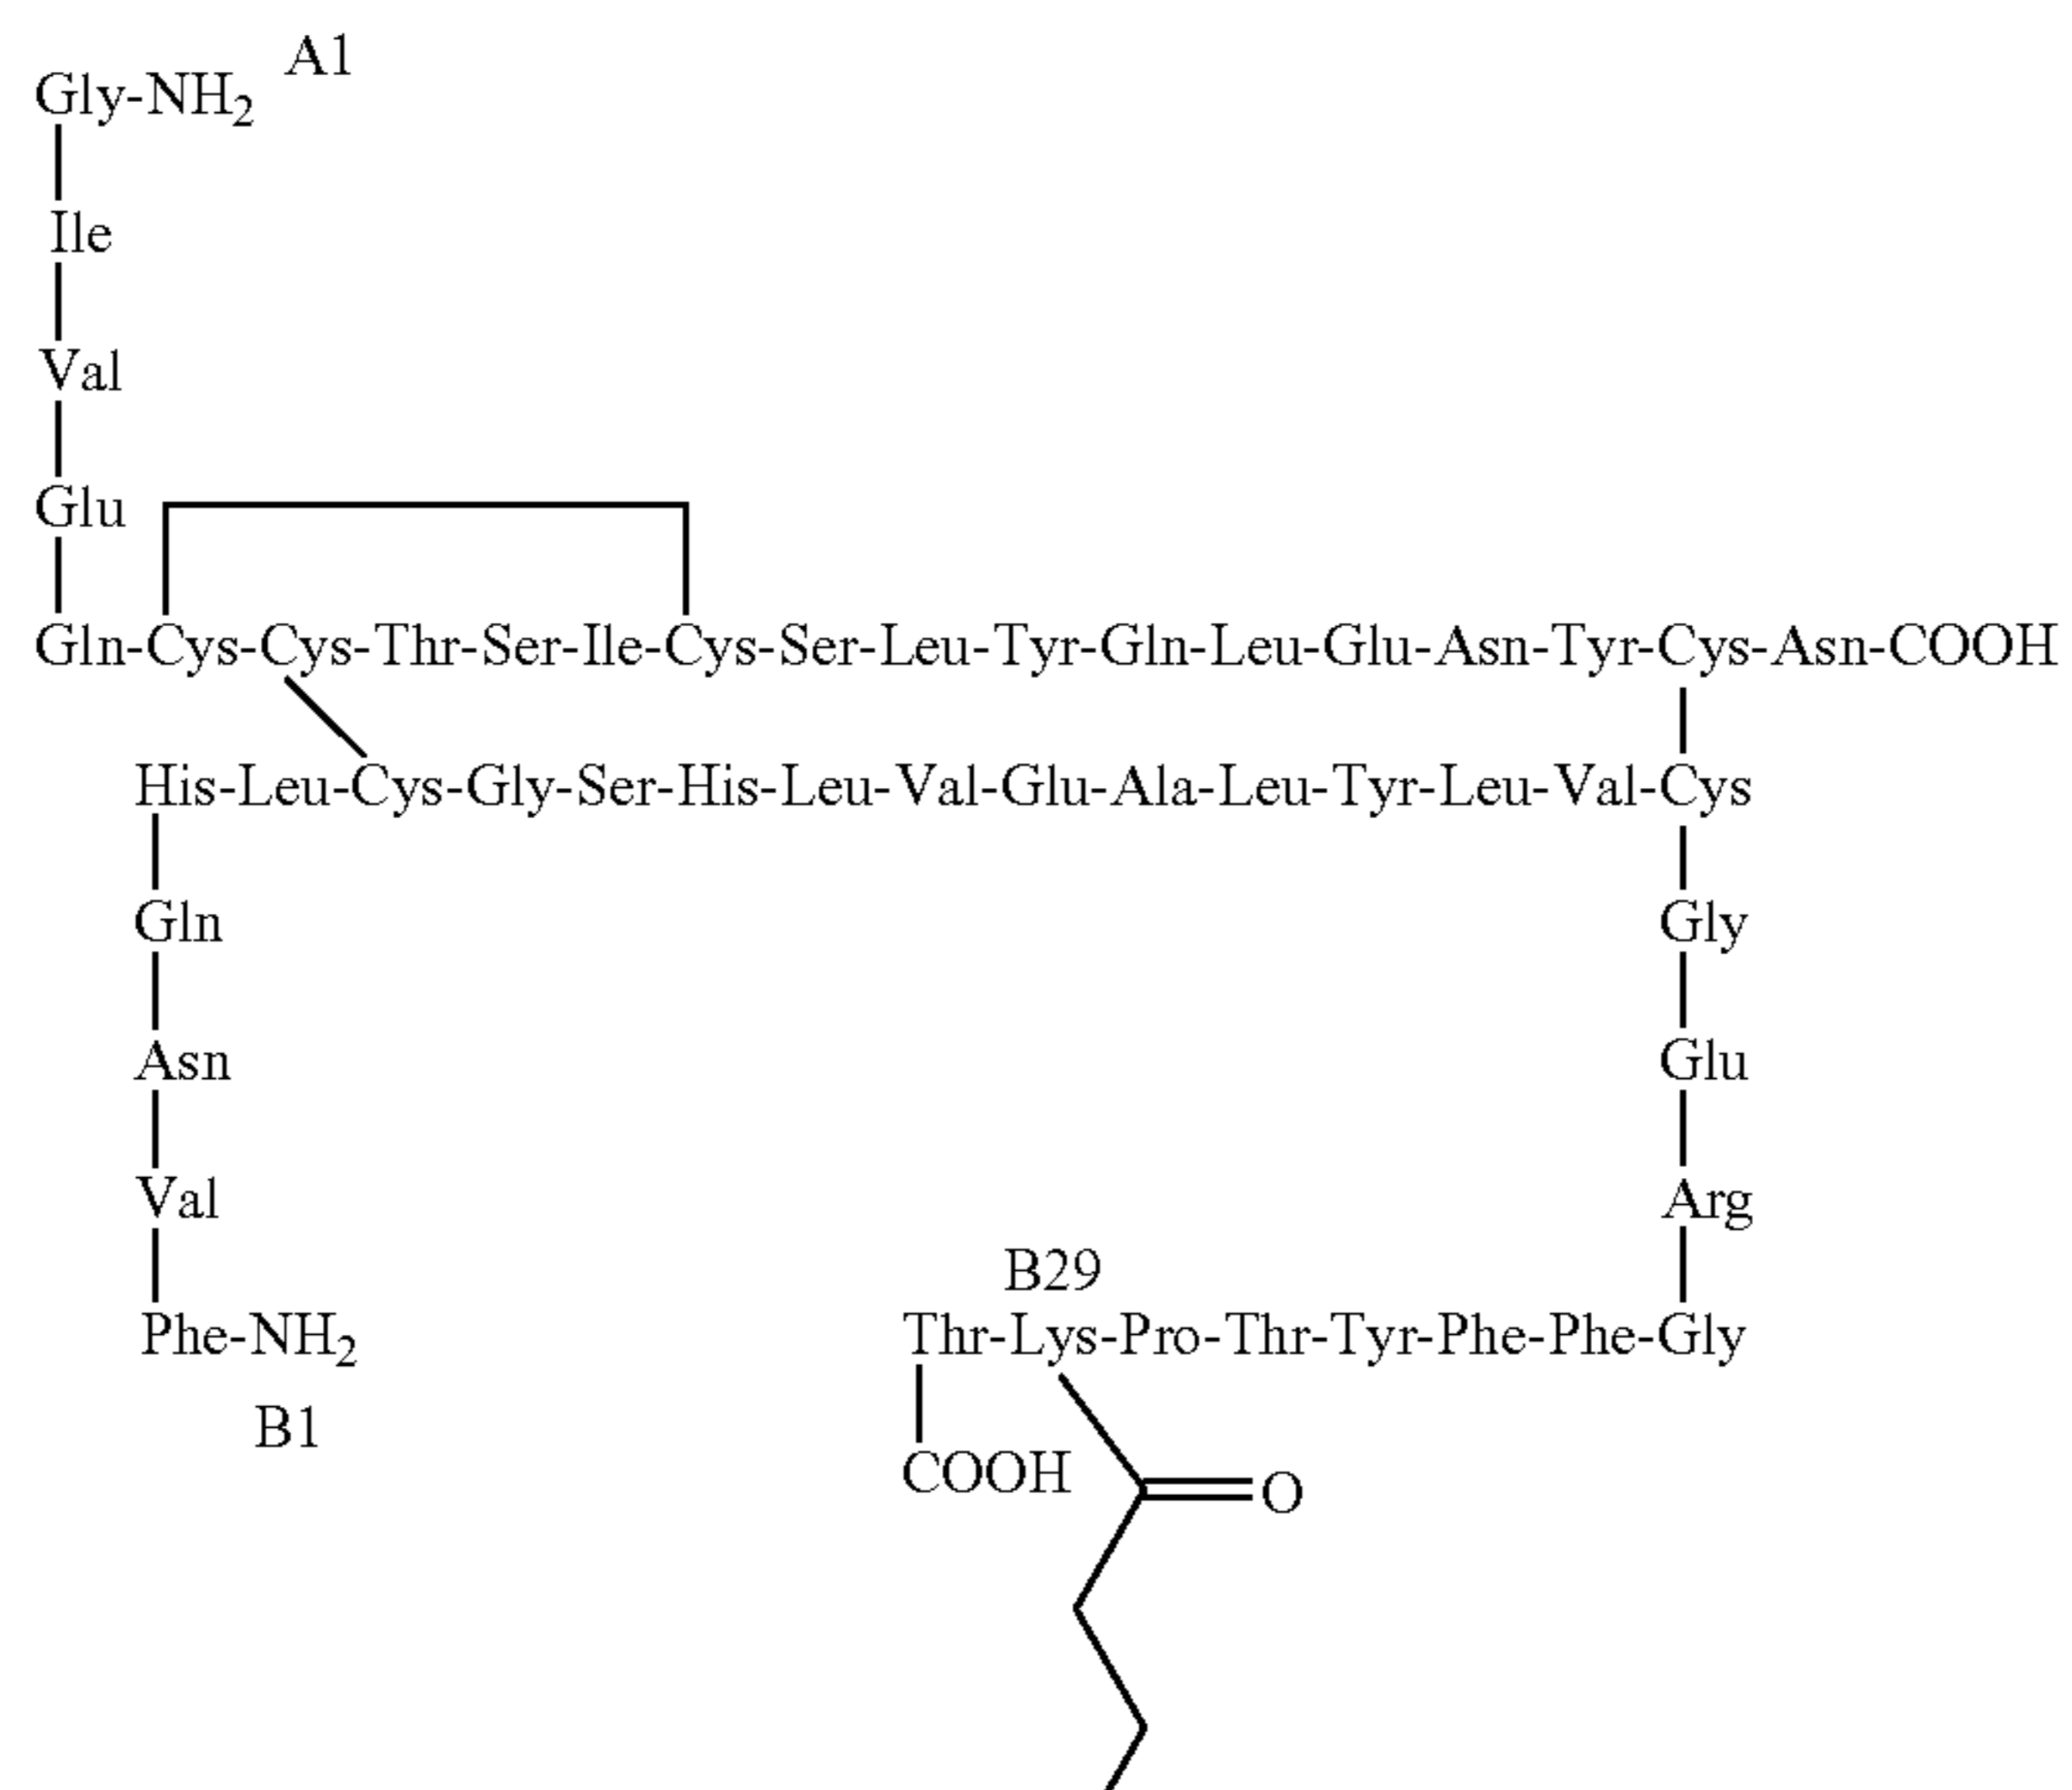 A1
Gly-NH2
Ile
Val
Glu
Gln-Cys-Cys-Thr-Ser-Ile-Cys-Ser-Leu-Tyr-Gln-Leu-Glu-Asn-Tyr-Cys-Asn-COOH
His-Leu-Cys-Gly-Ser-His-Leu-Val-Glu-Ala-Leu-Tyr-Leu-Val-Cys
Gln Gly
Asn Glu
Val Arg
B29
Phe-NH2 Thr-Lys-Pro-Thr-Tyr-Phe-Phe-Gly
B1
COOH O